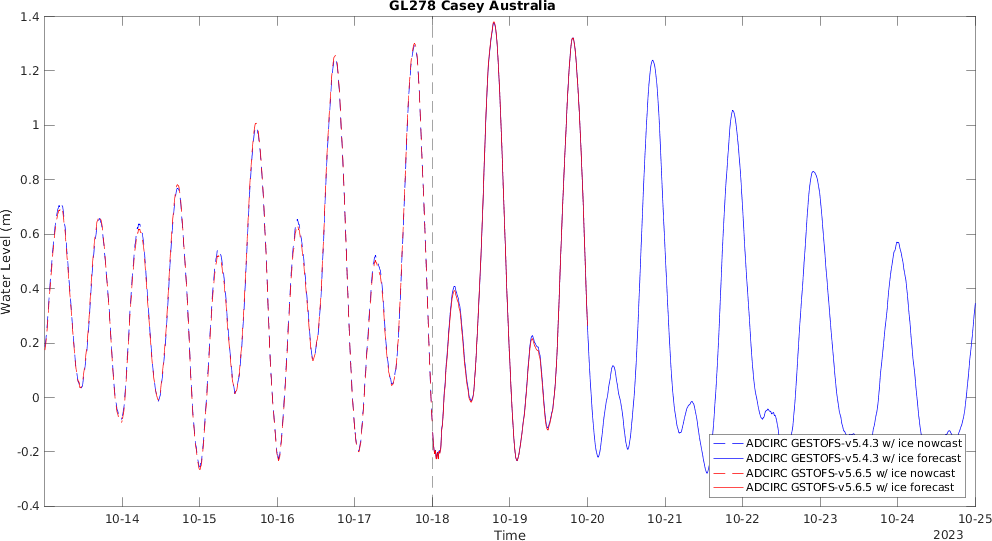 GL278 Casey Australia
Water Level (m)
1.4
1.2
1
0.8
0.6
0.4
0.2
0
-0.2
-0.4
ADCIRC GESTOFS-v5.4.3 w/ ice nowcast
ADCIRC GESTOFS-v5.4.3 w/ ice forecast
ADCIRC GSTOFS-v5.6.5 w/ ice nowcast
ADCIRC GSTOFS-v5.6.5 w/ ice forecast
10-14 10-15 10-16 10-17 10-18 10-19 10-20 10-21 10-22 10-23 10-24 10-25
Time
2023